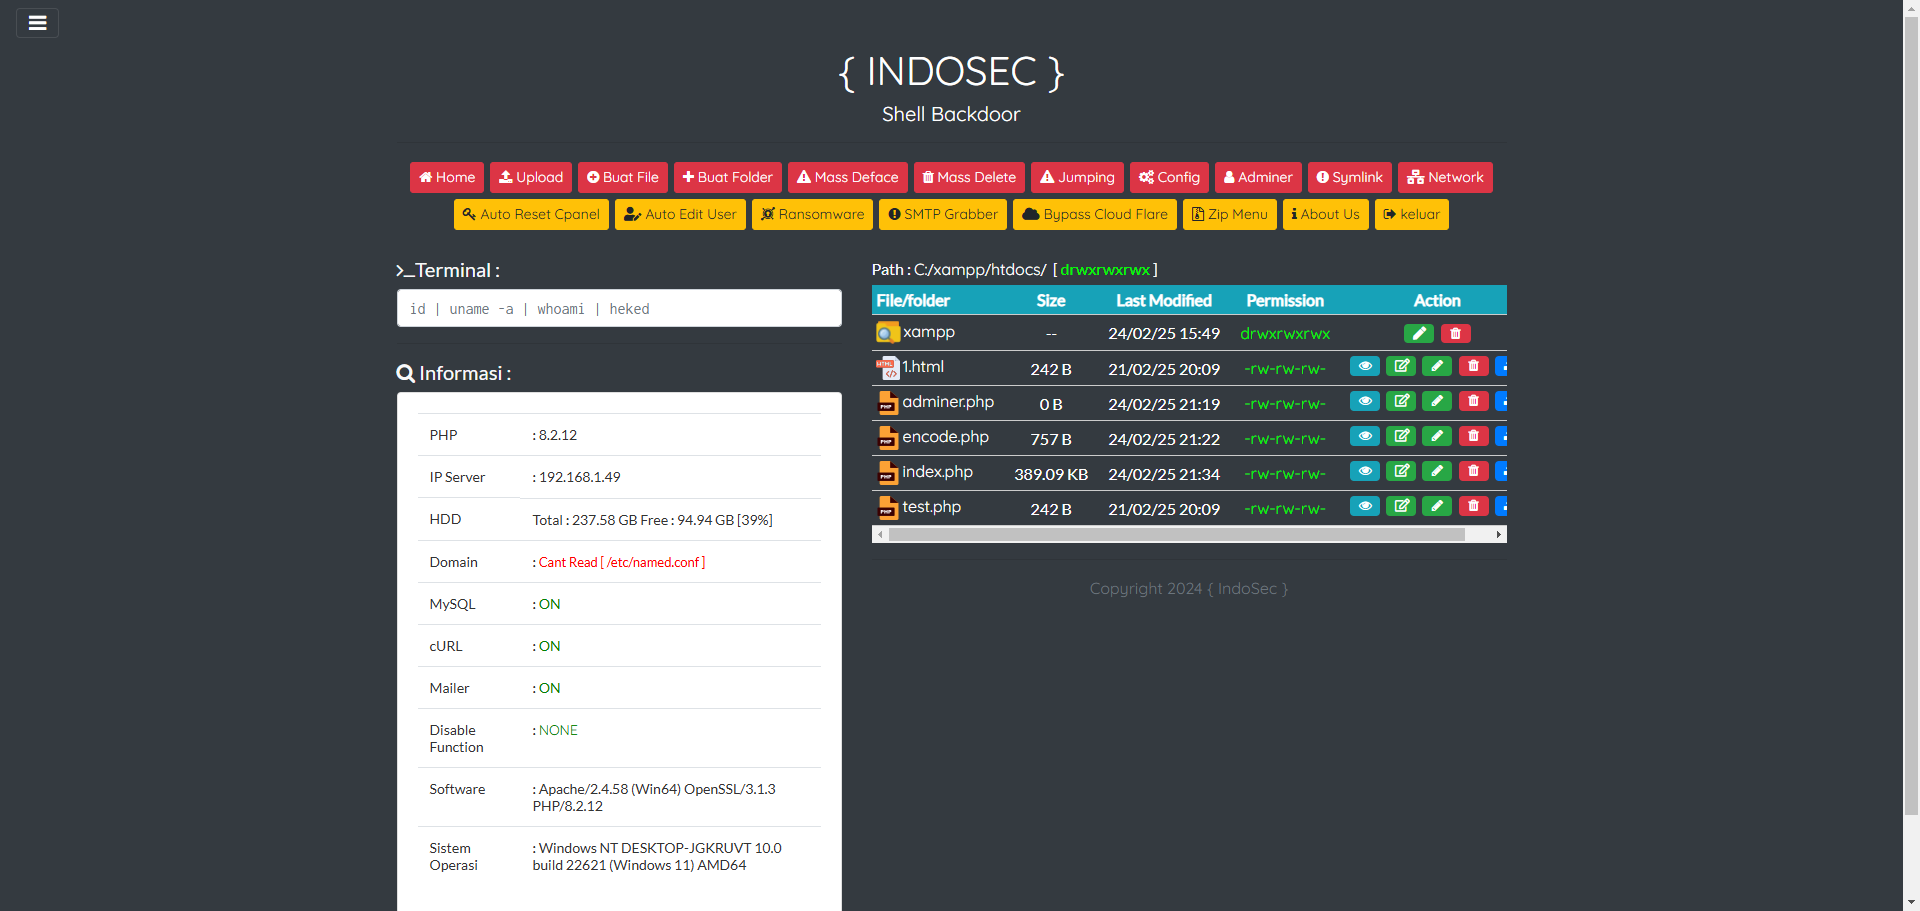 { INDOSEC }
Shell Backdoor
Home Upload Buat File Buat Folder Mass Deface Mass Delete Jumping Config Adminer Symlink Network
Auto Reset Cpanel Auto Edit User Ransomware SMTP Grabber Bypass Cloud Flare Zip Menu About Us keluar
>_Terminal :
id | uname -a | whoami | heked
Informasi :
PHP : 8.2.12
IP Server : 192.168.1.49
HDD Total : 237.58 GB Free : 94.94 GB [39%]
Domain : Cant Read [ /etc/named.conf ]
MySQL : ON
cURL : ON
Mailer : ON
Disable : NONE
Function
Software : Apache/2.4.58 (Win64) OpenSSL/3.1.3
PHP/8.2.12
Sistem : Windows NT DESKTOP-JGKRUVT 10.0
Operasi build 22621 (Windows 11) AMD64
Path : C:/xampp/htdocs/ [ drwxrwxrwx ]
File/folder Size Last Modified Permission Action
xampp -- 24/02/25 15:49 drwxrwxrwx
1.html 242 B 21/02/25 20:09 -rw-rw-rw-
adminer.php 0 B 24/02/25 21:19 -rw-rw-rw-
encode.php 757 B 24/02/25 21:22 -rw-rw-rw-
index.php 389.09 KB 24/02/25 21:34 -rw-rw-rw-
test.php 242 B 21/02/25 20:09 -rw-rw-rw-
Copyright 2024 { IndoSec }